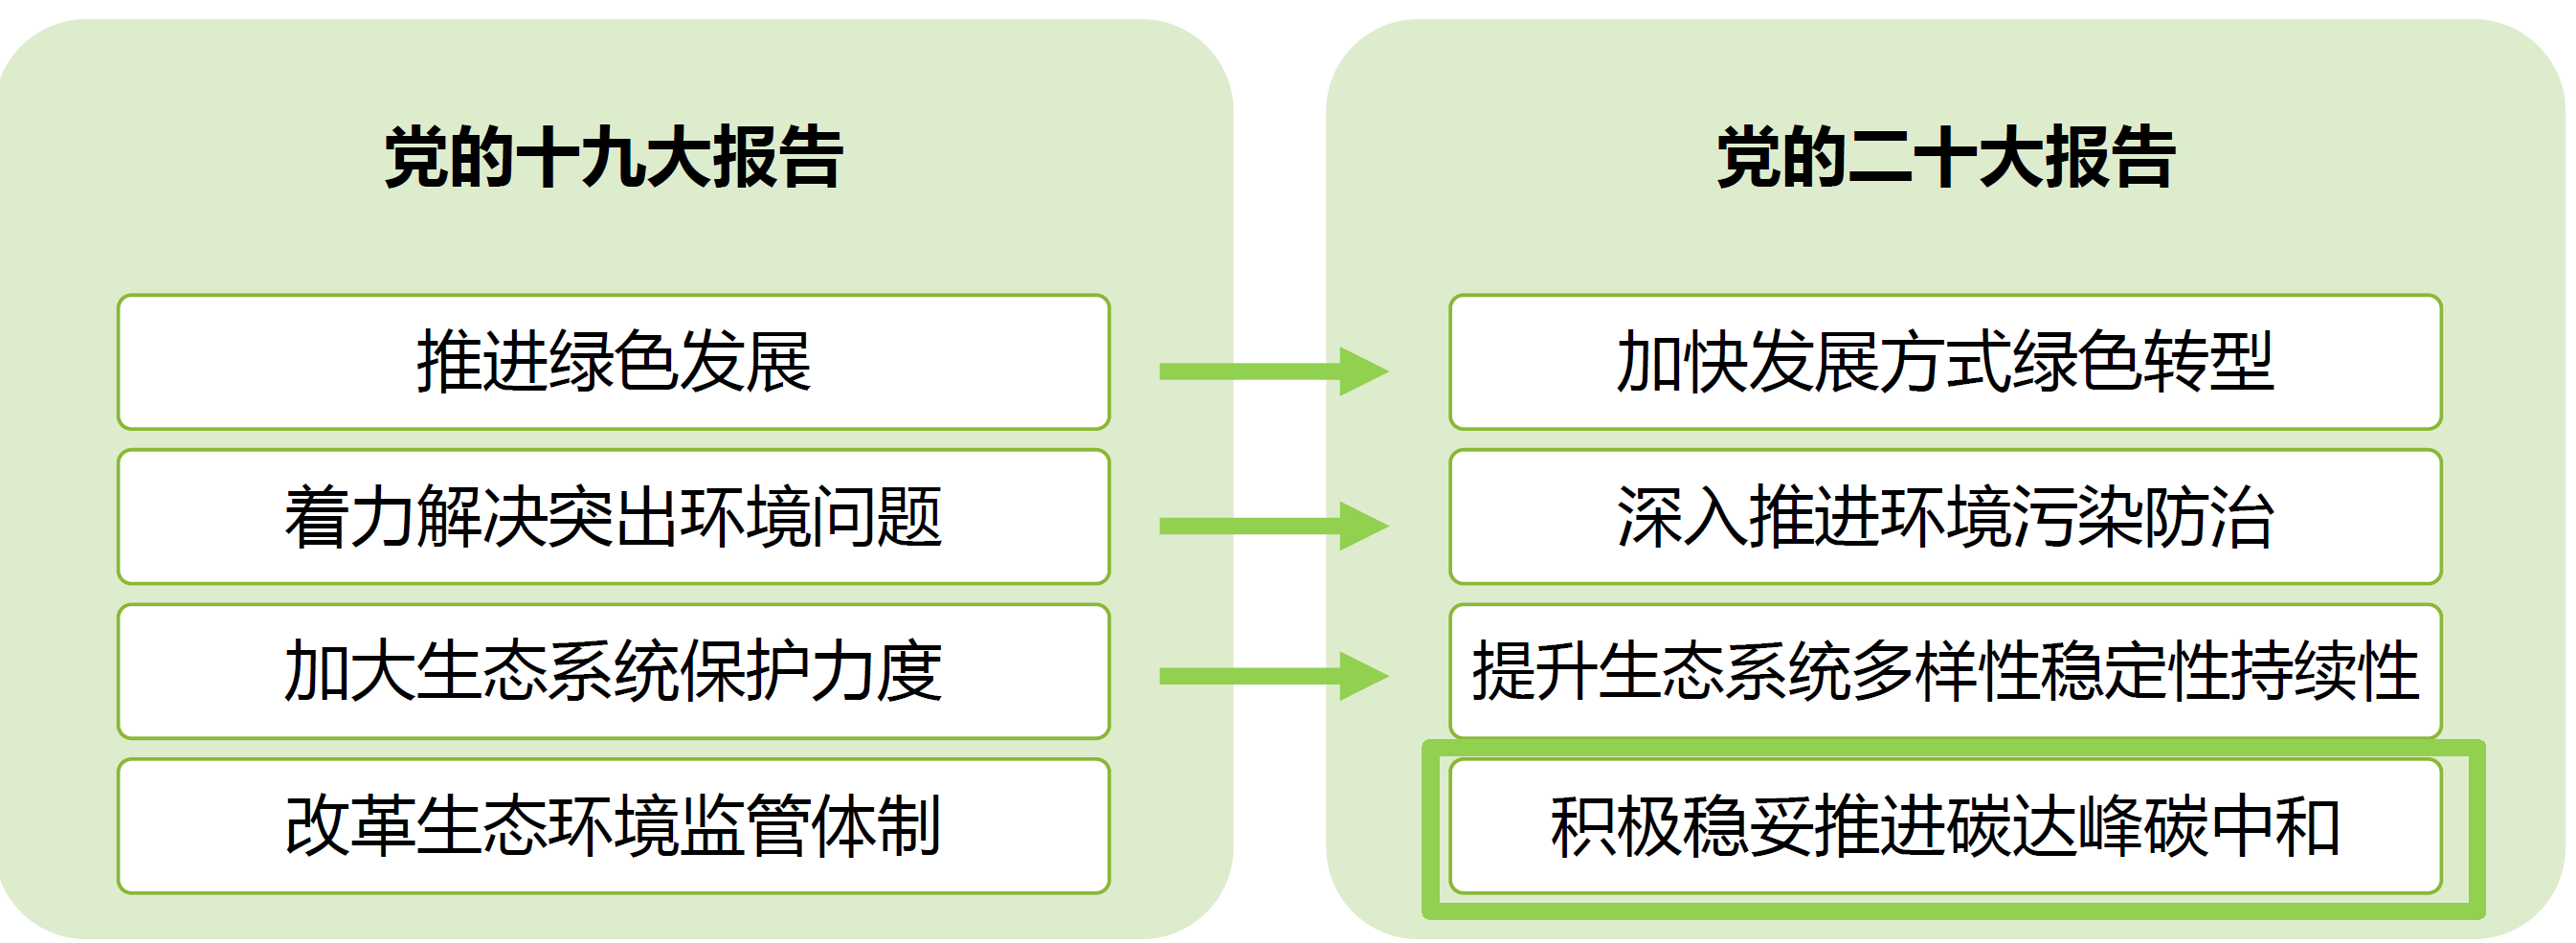 党的十九大报告
推进绿色发展
着力解决突出环境问题
加大生态系统保护力度
改革生态环境监管体制
党的二十大报告
加快发展方式绿色转型
深入推进环境污染防治
提升生态系统多样性稳定性持续性
积极稳妥推进碳达峰碳中和